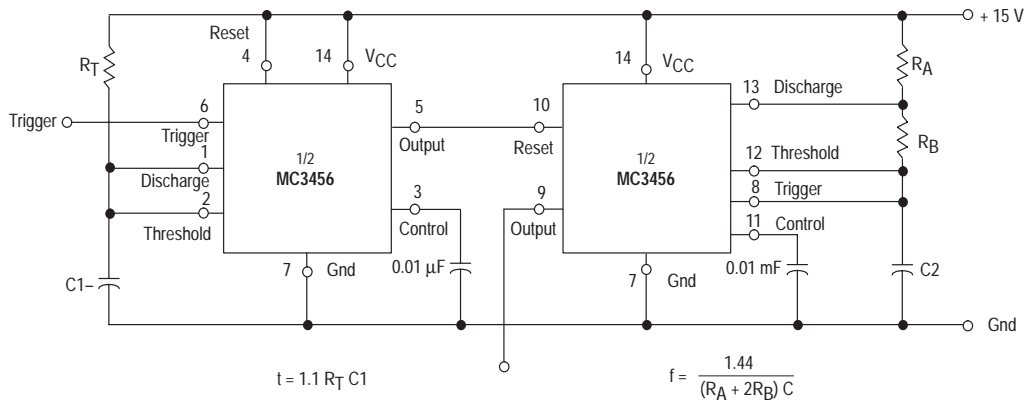 + 15 V
Reset
4
14
VCC
RT
14
VCC
RA
13
Discharge
Trigger
6
Trigger
5
Output
10
Reset
RB
1
Discharge
1/2
MC3456
1/2
MC3456
12
Threshold
8
Trigger
2
Threshold
3
Control
9
Output
11
Control
7
Gnd
0.01 µF
7
Gnd
0.01 mF
C1–
C2
Gnd
t = 1.1 RT C1
f = 1.44
(RA + 2RB) C